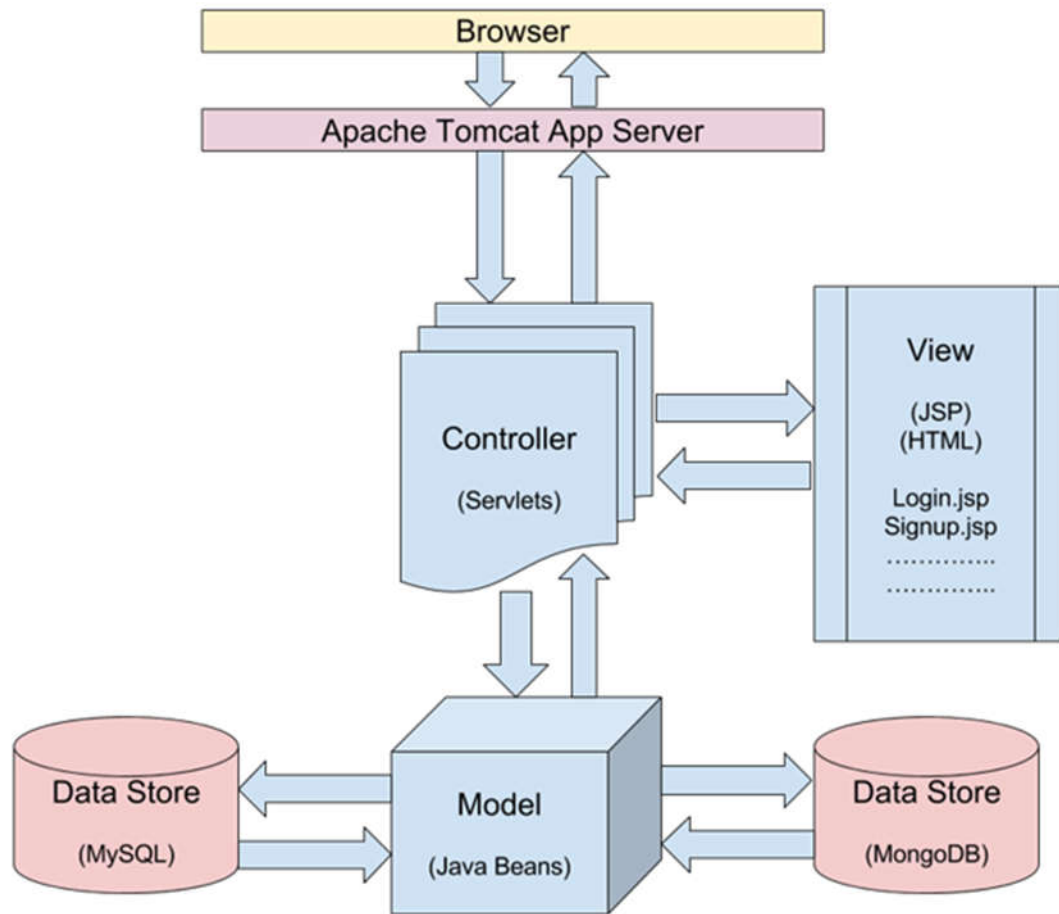 Browser
Apache Tomcat App Server
Controller
(Servlets)
View
(JSP)
(HTML)
Login.jsp
Signup.jsp
..............
..............
Data Store
(MySQL)
Model
(Java Beans)
Data Store
(MongoDB)